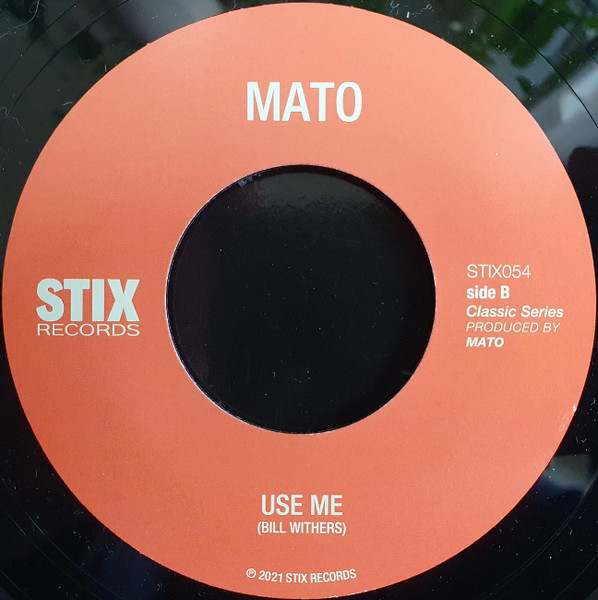 MATO
STIX
RECORDS
STIX054
side B
Classic Series
PRODUCED BY
MATO
USE ME
(BILL WITHERS)
℗ 2021 STIX RECORDS